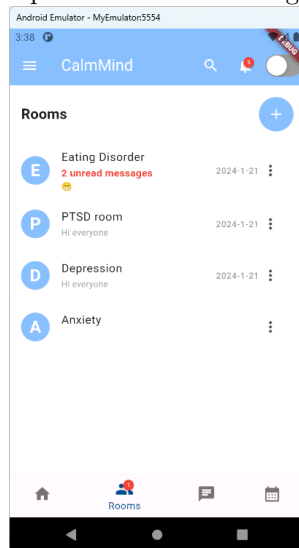 Android Emulator - MyEmulator:5554
3:38
DEBUG
CalmMind
3
Rooms
+
E
Eating Disorder
2 unread messages
2024-1-21
P
PTSD room
Hi everyone
2024-1-21
D
Depression
Hi everyone
2024-1-21
A
Anxiety
1
Rooms